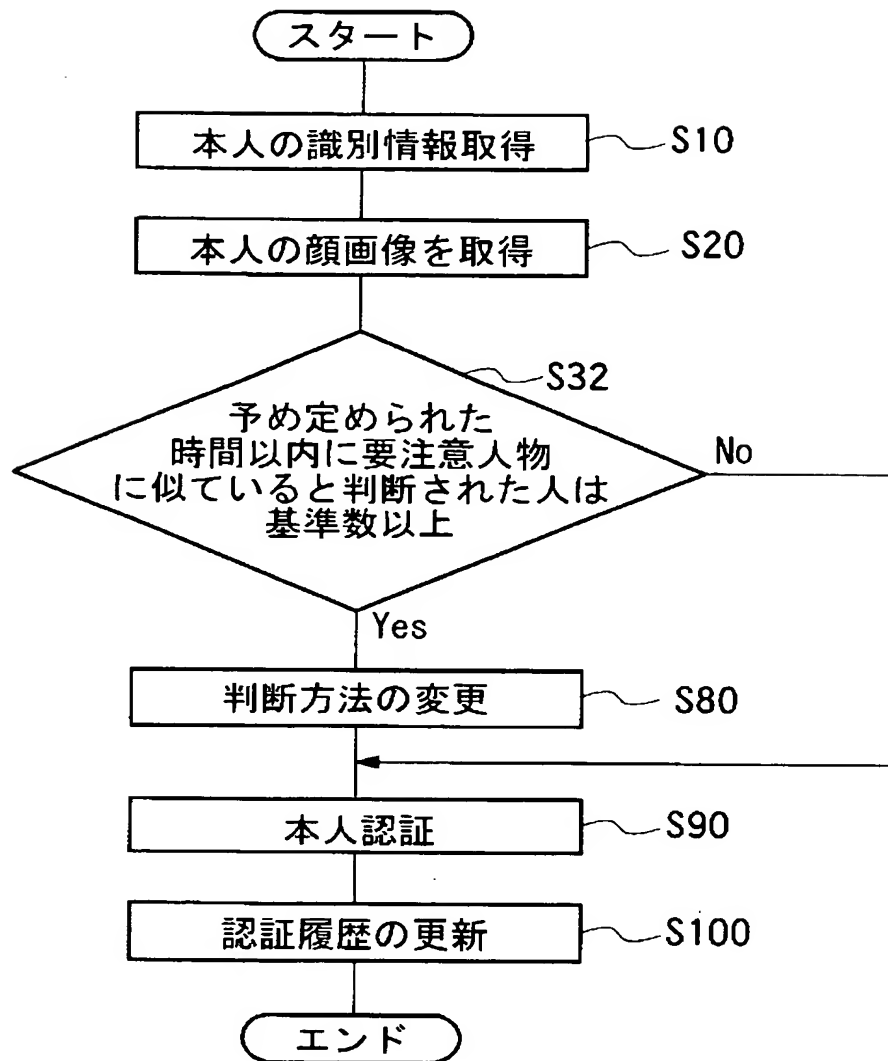 スタート
本人の識別情報取得
S10
本人の顔画像を取得
S20
S32
予め定められた
時間以内に要注意人物
に似ていると判断された人は
基準数以上
No
Yes
判断方法の変更
S80
本人認証
S90
認証履歴の更新
S100
エンド